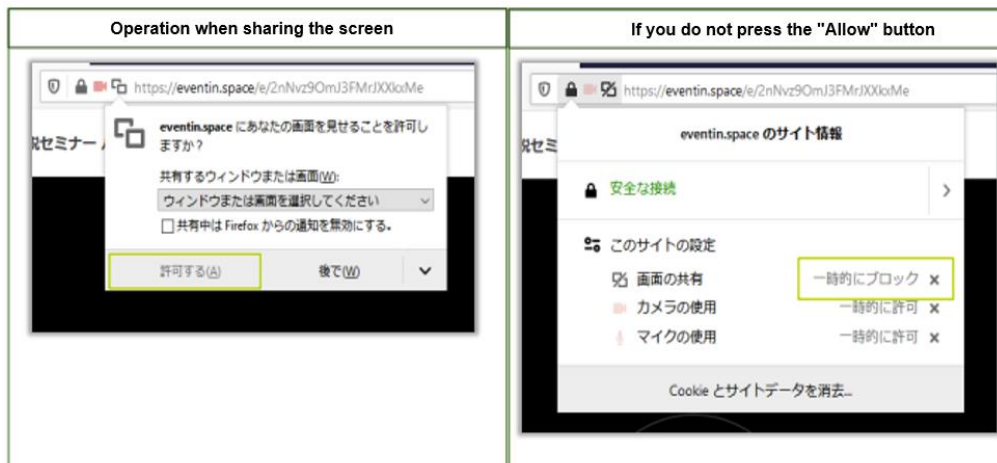 Operation when sharing the screen
https://eventin.space/e/2nNvz9OmJ3FMrJXXkxMe
説セミナー
eventin.space にあなたの画面を見せることを許可し
ますか？
共有するウィンドウまたは画面(W):
ウィンドウまたは画面を選択してください
共有中は Firefox からの通知を無効にする。
許可する(A) 後で(W)
If you do not press the "Allow" button
https://eventin.space/e/2nNvz9OmJ3FMrJXXkxMe
説セミ
eventin.space のサイト情報
安全な接続
このサイトの設定
画面の共有 一時的にブロック ×
カメラの使用 一時的に許可 ×
マイクの使用 一時的に許可 ×
Cookie とサイトデータを消去...